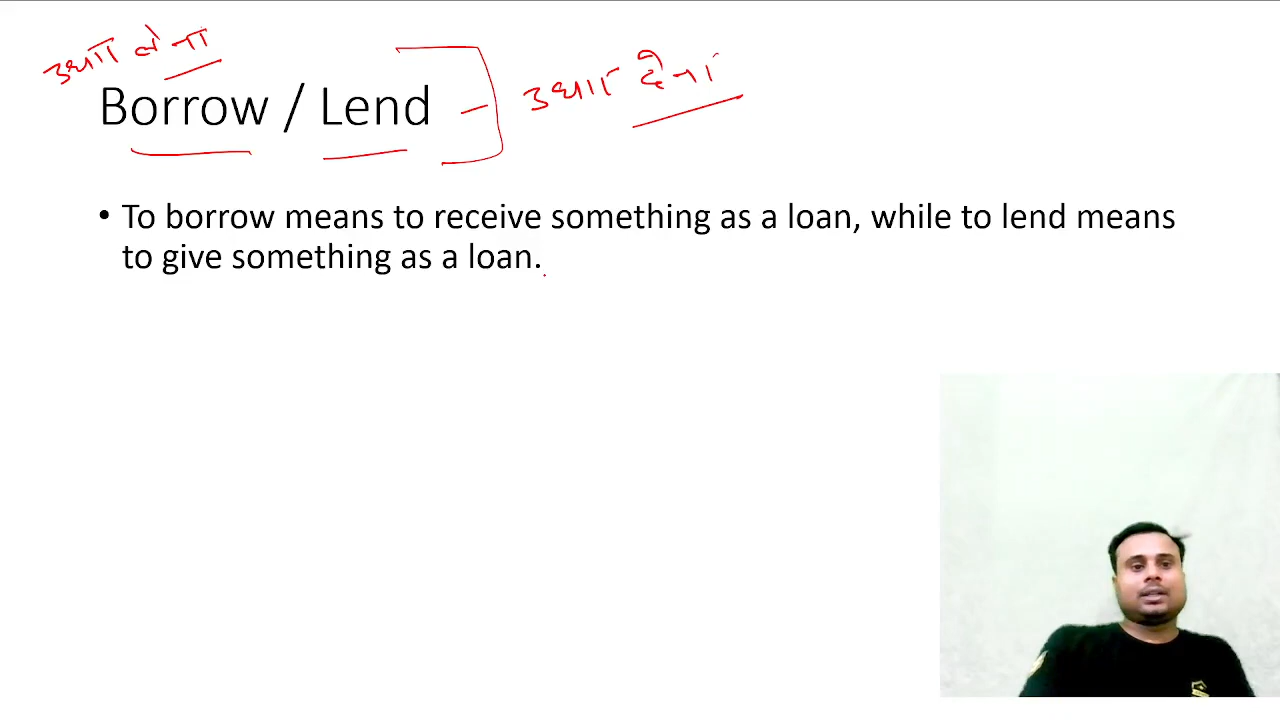 उधार लेना
Borrow / Lend - उधार देना
• To borrow means to receive something as a loan, while to lend means
to give something as a loan.